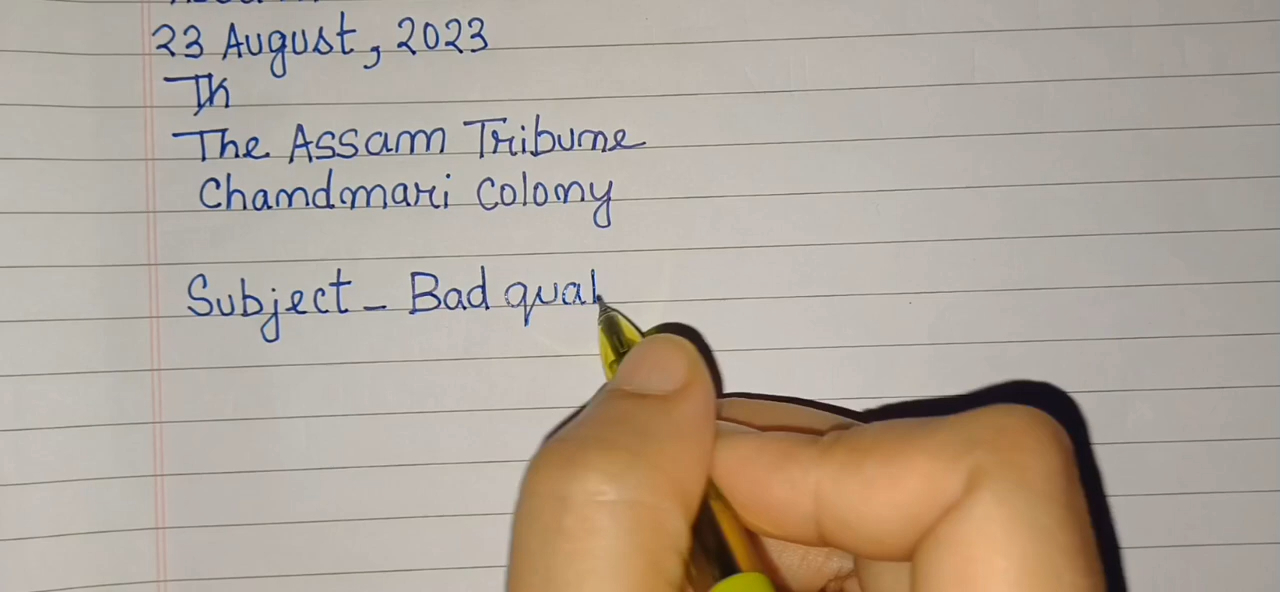 23 August, 2023
Th
The Assam Tribune
Chandmari Colony
Subject - Bad qual